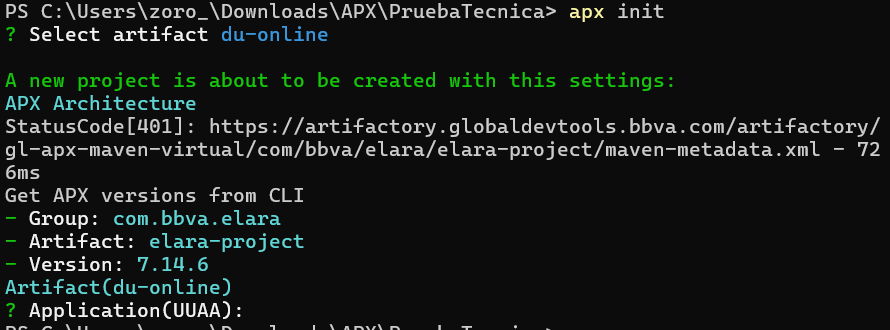 PS C:\Users\zoro_\Downloads\APX\PruebaTecnica> apx init
? Select artifact du-online
A new project is about to be created with this settings:
APX Architecture
StatusCode[401]: https://artifactory.globaldevtools.bbva.com/artifactory/
gl-apx-maven-virtual/com/bbva/elara/elara-project/maven-metadata.xml - 72
6ms
Get APX versions from CLI
- Group: com.bbva.elara
- Artifact: elara-project
- Version: 7.14.6
Artifact(du-online)
? Application(UUAA):